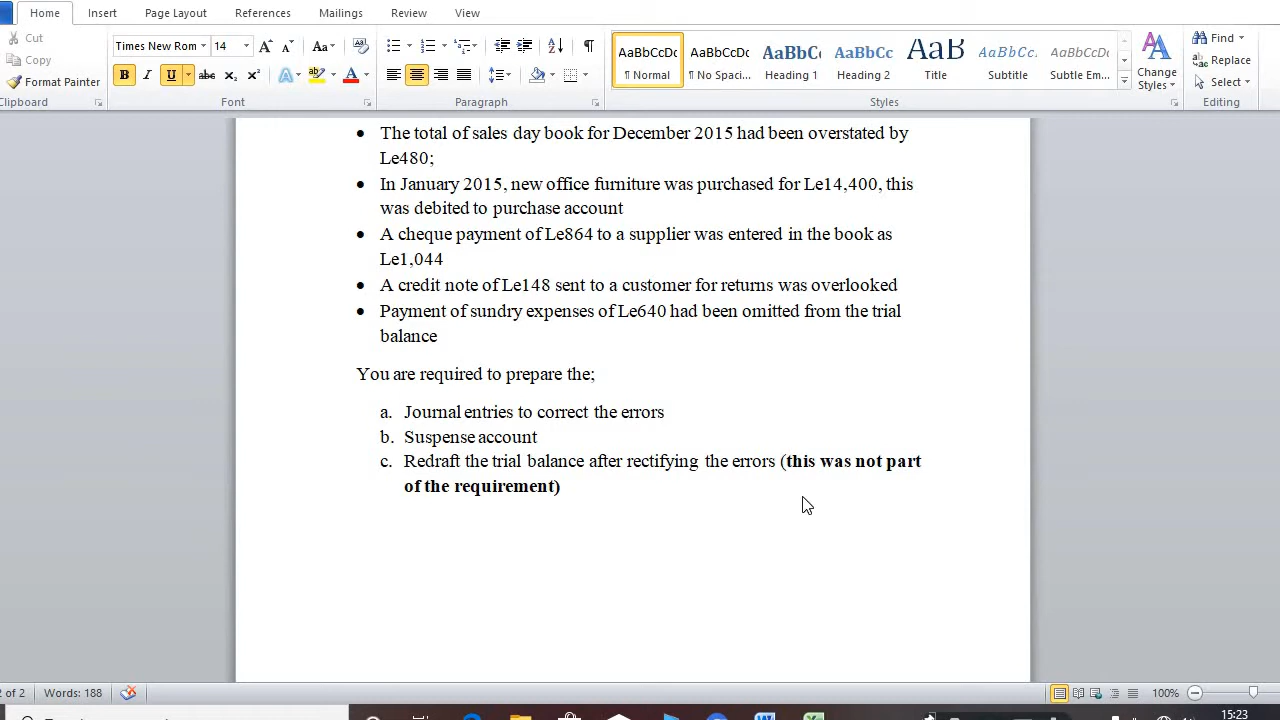 Home Insert Page Layout References Mailings Review View
Cut Times New Rom 14 Aa Find
Copy AaBbCcDc AaBbCcDc AaBbC AaBbCc AaB AaBbCc. AaBbCcDc Replace
Format Painter B I U abc x₂ x² A A ¶ Normal ¶ No Spaci... Heading 1 Heading 2 Title Subtitle Subtle Em... Change Styles Select
Clipboard Font Paragraph Styles Editing
• The total of sales day book for December 2015 had been overstated by
Le480;
• In January 2015, new office furniture was purchased for Le14,400, this
was debited to purchase account
• A cheque payment of Le864 to a supplier was entered in the book as
Le1,044
• A credit note of Le148 sent to a customer for returns was overlooked
• Payment of sundry expenses of Le640 had been omitted from the trial
balance
You are required to prepare the;
a. Journal entries to correct the errors
b. Suspense account
c. Redraft the trial balance after rectifying the errors (this was not part
of the requirement)
2 of 2 Words: 188 100%
15:23